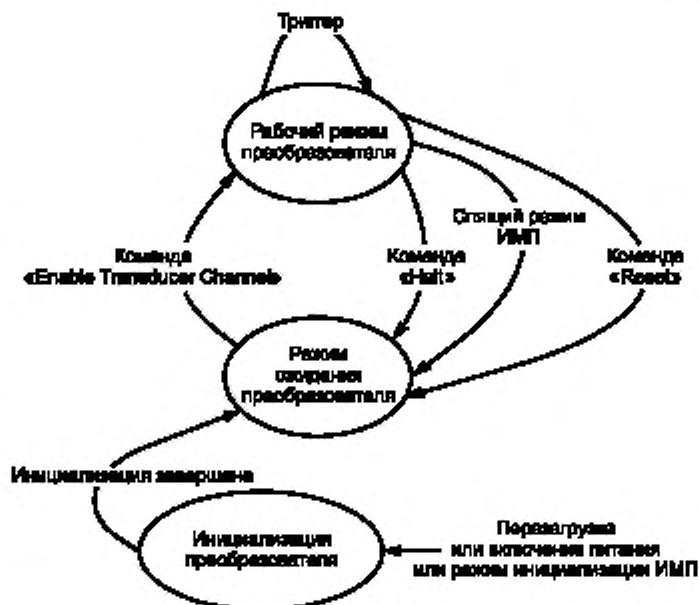 Триггер
Рабочий режим
преобразователя
Спящий режим
ИМП
Команда
«Enable Transducer Channel»
Команда
«Halt»
Команда
«Reset»
Режим
ожидания
преобразователя
Инициализация завершена
Инициализация
преобразователя
Перезагрузка
или включения питания
или режим инициализации ИМП